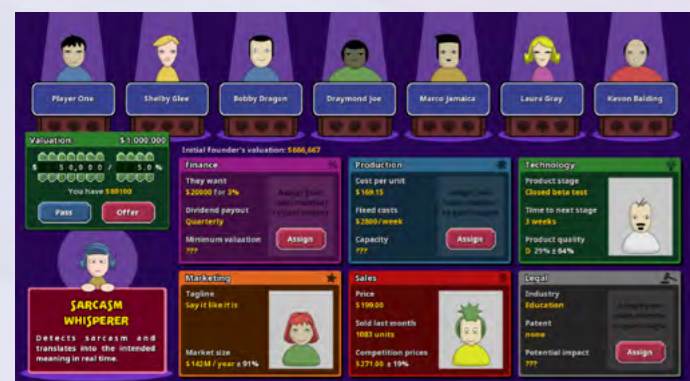 Player One
Shelby Glee
Bobby Dragon
Draymond Joe
Marco Jamaica
Laura Gray
Kevon Balding
Valuation $1.000.000
$ 50,000 / 5.0 %
You have
Pass
Offer
Initial founder's valuation: $666,667
Finance
They want
$20000 for 3%
Dividend payout
Quarterly
Minimum valuation
???
Assign
Production
Cost per unit
$169.15
Fixed costs
$2800/week
Capacity
???
Assign
Technology
Product stage
Closed beta test
Time to next stage
3 weeks
Product quality
D 29% ± 64%
SARCASM
WHISPERER
Detects sarcasm and
translates into the intended
meaning in real time.
Marketing
Tagline
Say it like it is
Market size
$142M / year ± 91%
Sales
Price
$199.00
Sold last month
1083 units
Competition prices
$271.00 ± 19%
Legal
Industry
Education
Patent
none
Potential impact
???
Assign